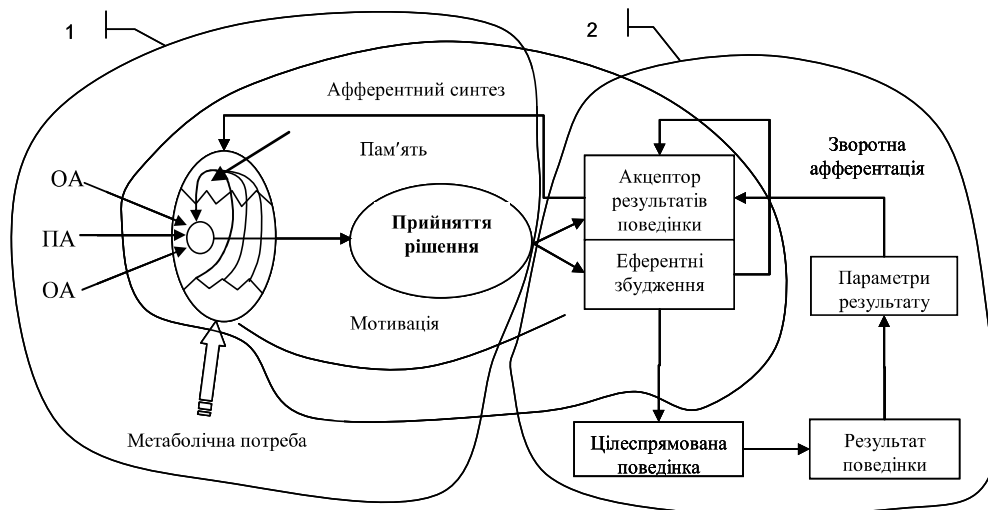 1
2
Афферентний синтез
Пам'ять
Зворотна
афферентація
ОА
ПА
ОА
Прийняття
рішення
Акцептор
результатів
поведінки
Еферентні
збудження
Параметри
результату
Мотивація
Метаболічна потреба
Цілеспрямована
поведінка
Результат
поведінки